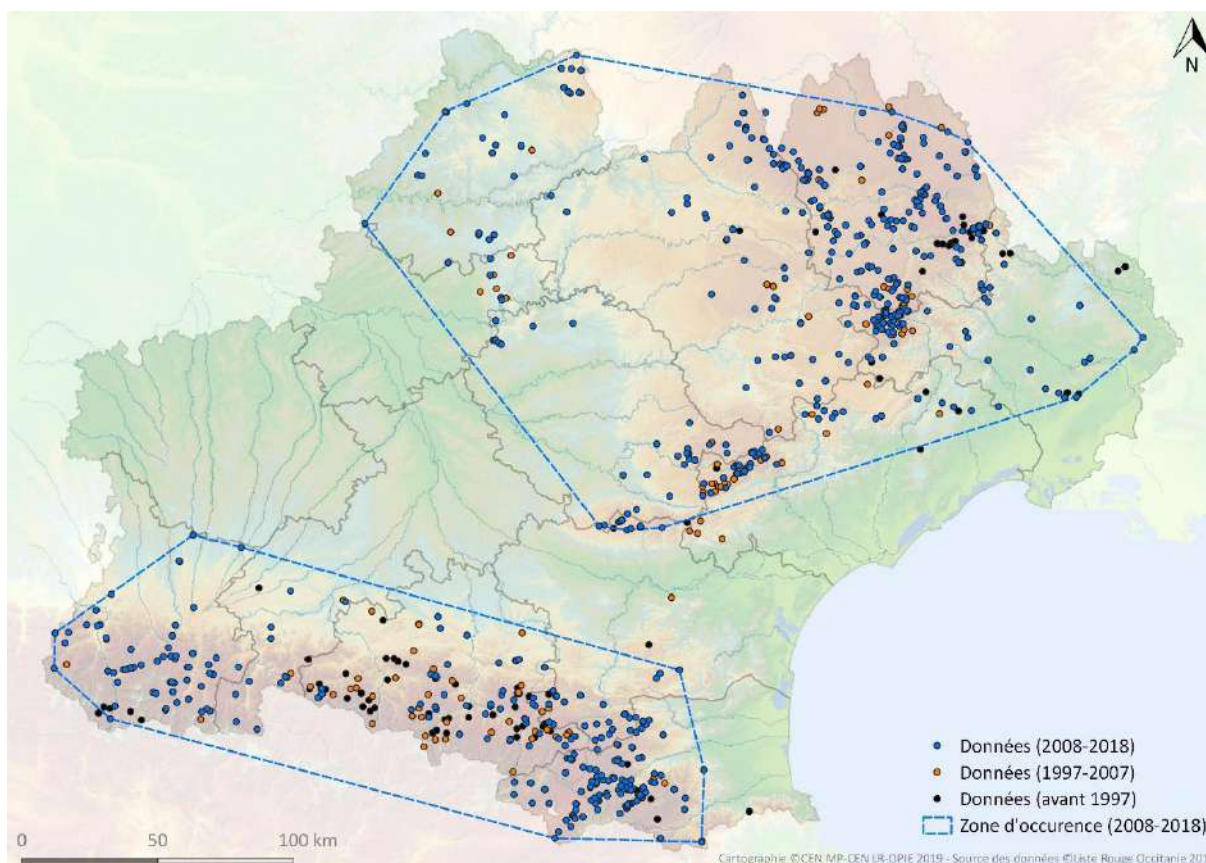 N
Données (2008-2018)
Données (1997-2007)
Données (avant 1997)
Zone d'occurence (2008-2018)
0 50 100 km
Cartographie ©CEN MP-CEN LR-OPIE 2019 - Source des données ©Liste Rouge Occitanie 201